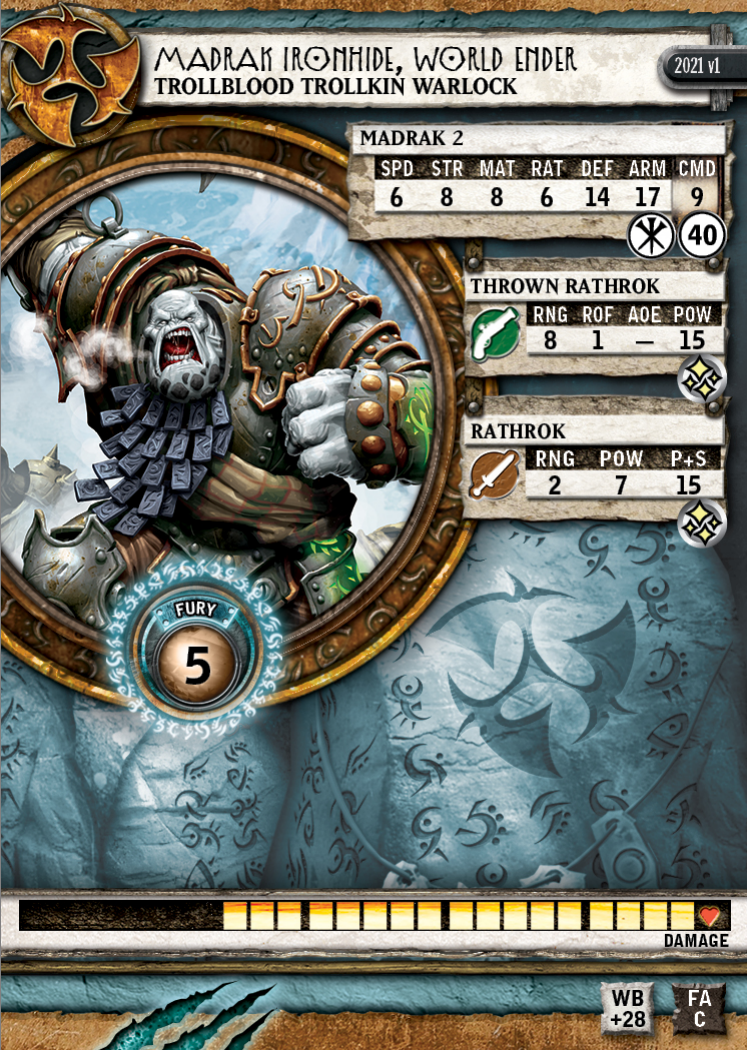 MADRAK IRONHIDE, WORLD ENDER
TROLLBLOOD TROLLKIN WARLOCK
2021 v1
MADRAK 2
SPD STR MAT RAT DEF ARM CMD
6 8 8 6 14 17 9
40
THROWN RATHROK
RNG ROF AOE POW
8 1 — 15
RATHROK
RNG POW P+S
2 7 15
FURY
5
DAMAGE
WB
+28
FA
C